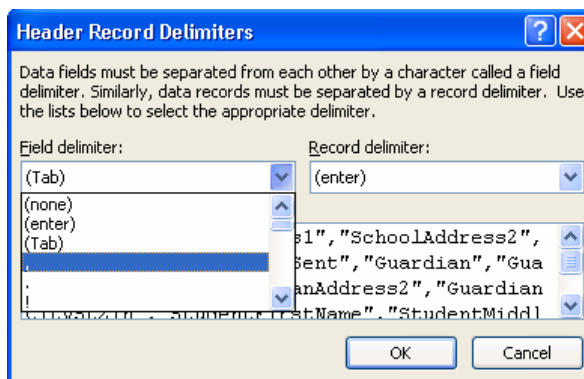 Header Record Delimiters
Data fields must be separated from each other by a character called a field
delimiter. Similarly, data records must be separated by a record delimiter. Use
the lists below to select the appropriate delimiter.
Field delimiter:
Record delimiter:
(Tab)
(enter)
(none)
(enter)
(Tab)
,
.
!
s1","SchoolAddress2",
Sent","Guardian","Gua
anAddress2","Guardian
"StudentMiddl
OK
Cancel